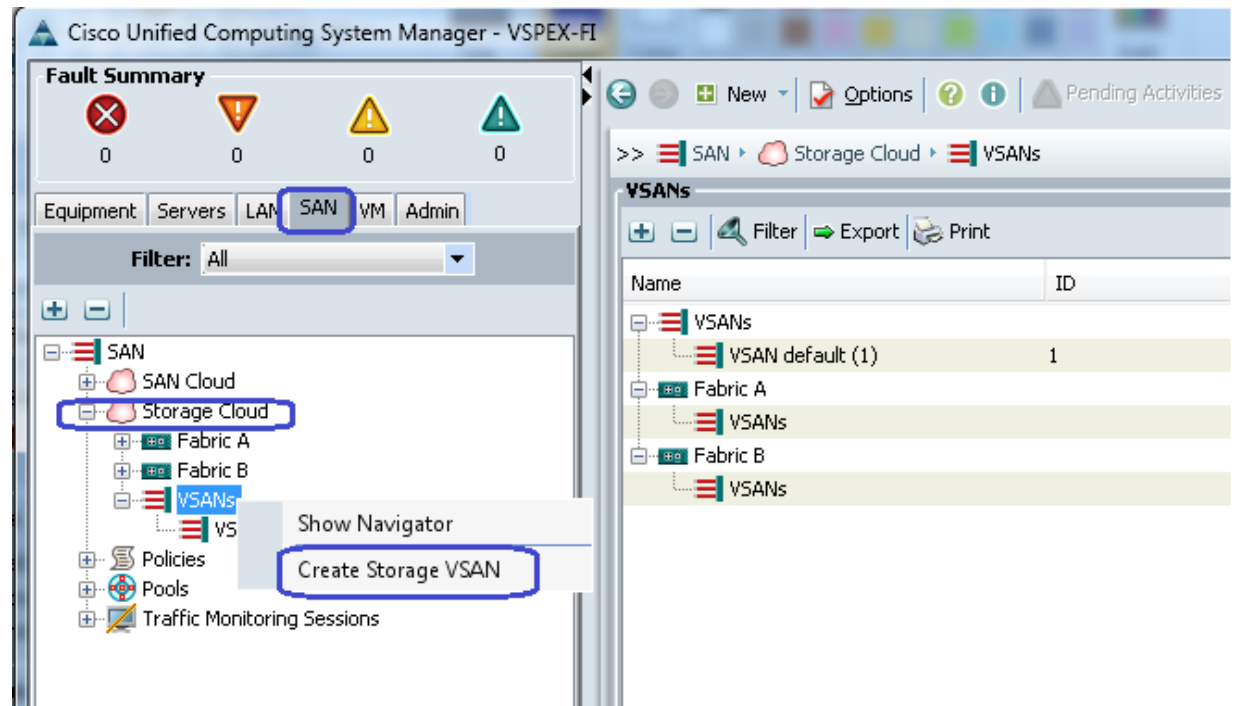 Cisco Unified Computing System Manager - VSPEX-FI
Fault Summary
0 0 0 0
Equipment Servers LAN SAN VM Admin
Filter: All
SAN
SAN Cloud
Storage Cloud
Fabric A
Fabric B
VSANs
VS
Policies
Pools
Traffic Monitoring Sessions
Show Navigator
Create Storage VSAN
New Options Pending Activities
>> SAN Storage Cloud VSANs
VSANs
Filter Export Print
Name ID
VSANs
VSAN default (1) 1
Fabric A
VSANs
Fabric B
VSANs